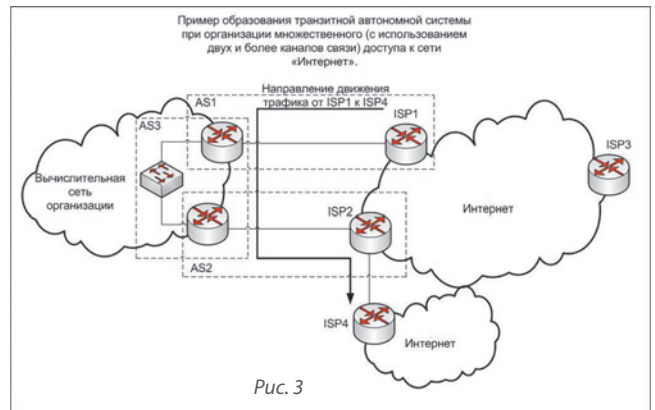 Пример образования транзитной автономной системы
при организации множественного (с использованием
двух и более каналов связи) доступа к сети
«Интернет».
Направление движения
трафика от ISP1 к ISP4
AS1
ISP1
AS3
ISP3
Вычислительная
сеть
организации
ISP2
Интернет
AS2
ISP4
Интернет
Рис. 3